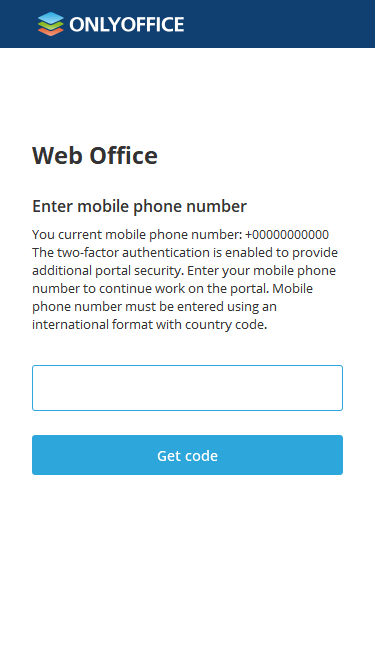 ONLYOFFICE
Web Office
Enter mobile phone number
You current mobile phone number: +00000000000
The two-factor authentication is enabled to provide
additional portal security. Enter your mobile phone
number to continue work on the portal. Mobile
phone number must be entered using an
international format with country code.
Get code